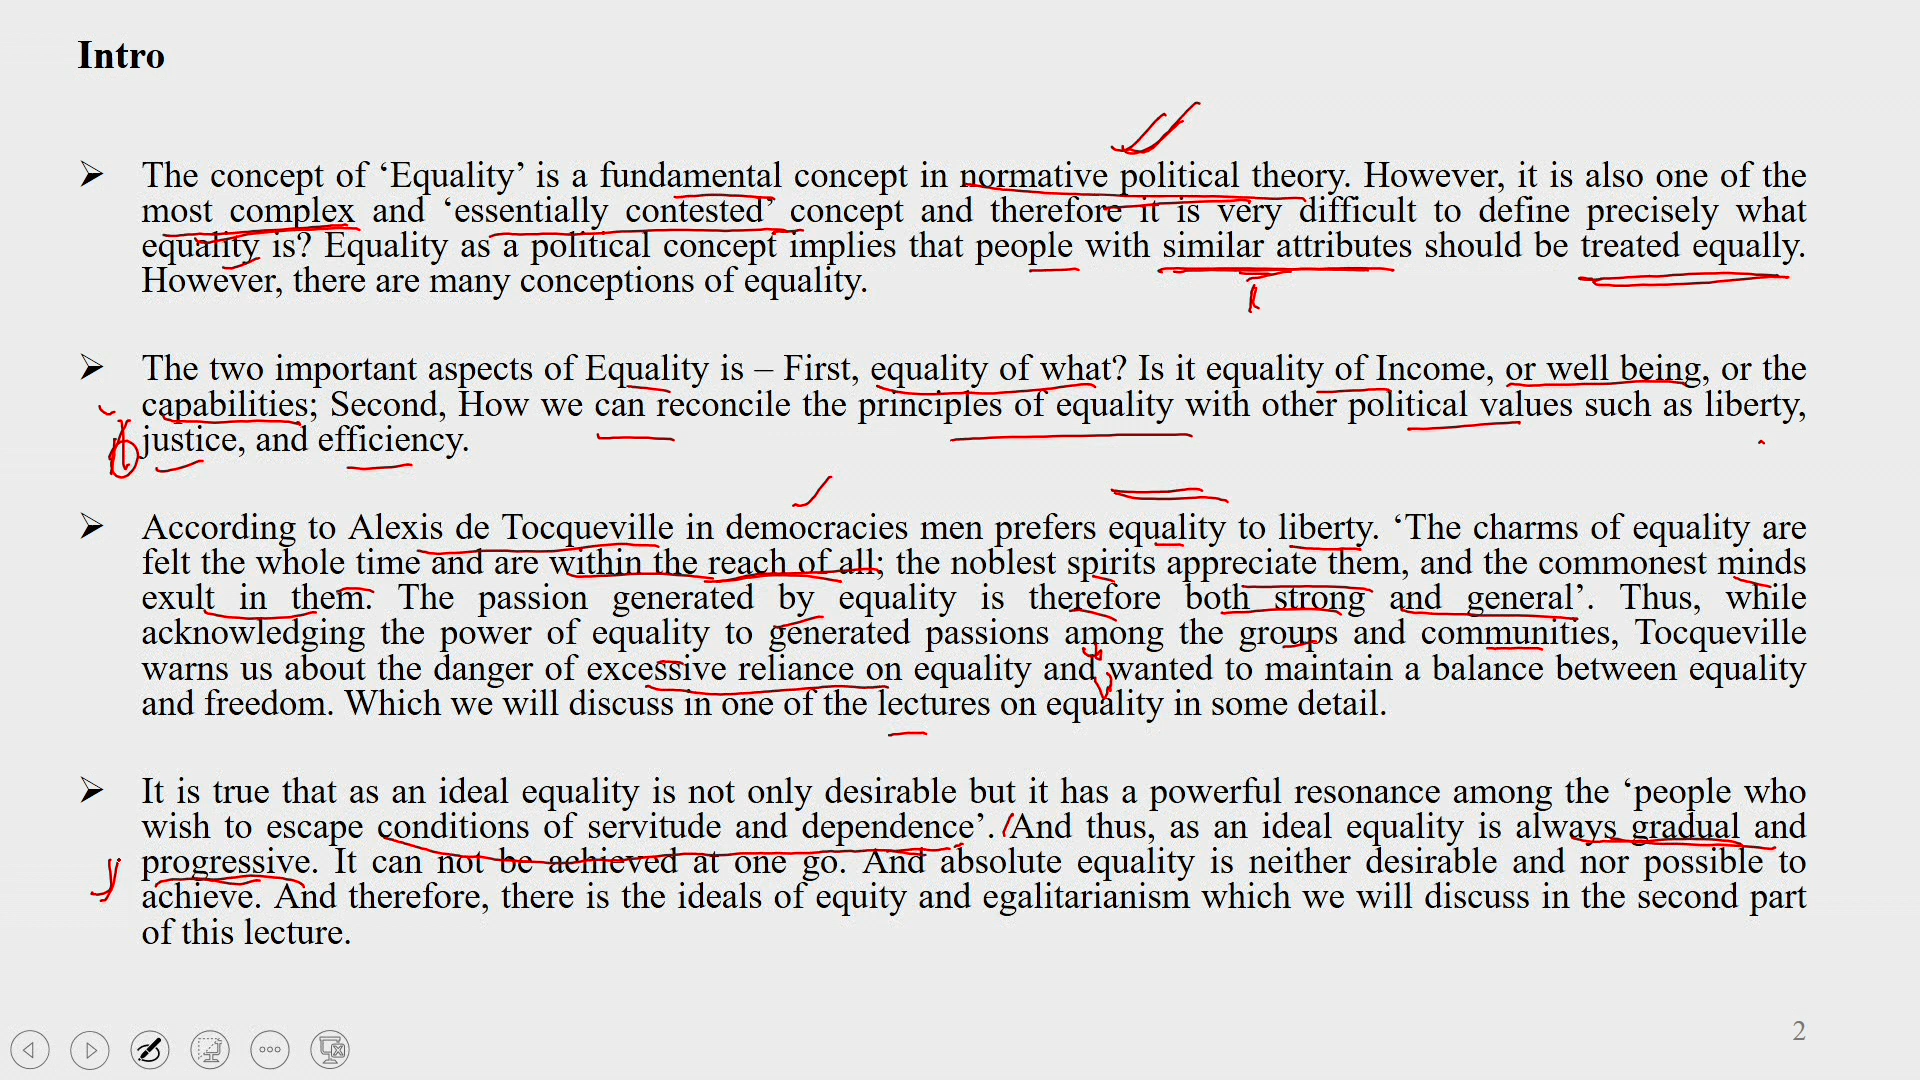 Intro
➢ The concept of ‘Equality’ is a fundamental concept in normative political theory. However, it is also one of the
most complex and ‘essentially contested’ concept and therefore it is very difficult to define precisely what
equality is? Equality as a political concept implies that people with similar attributes should be treated equally.
However, there are many conceptions of equality.
➢ The two important aspects of Equality is – First, equality of what? Is it equality of Income, or well being, or the
capabilities; Second, How we can reconcile the principles of equality with other political values such as liberty,
justice, and efficiency.
➢ According to Alexis de Tocqueville in democracies men prefers equality to liberty. ‘The charms of equality are
felt the whole time and are within the reach of all; the noblest spirits appreciate them, and the commonest minds
exult in them. The passion generated by equality is therefore both strong and general’. Thus, while
acknowledging the power of equality to generated passions among the groups and communities, Tocqueville
warns us about the danger of excessive reliance on equality and wanted to maintain a balance between equality
and freedom. Which we will discuss in one of the lectures on equality in some detail.
➢ It is true that as an ideal equality is not only desirable but it has a powerful resonance among the ‘people who
wish to escape conditions of servitude and dependence’. And thus, as an ideal equality is always gradual and
progressive. It can not be achieved at one go. And absolute equality is neither desirable and nor possible to
achieve. And therefore, there is the ideals of equity and egalitarianism which we will discuss in the second part
of this lecture.
2